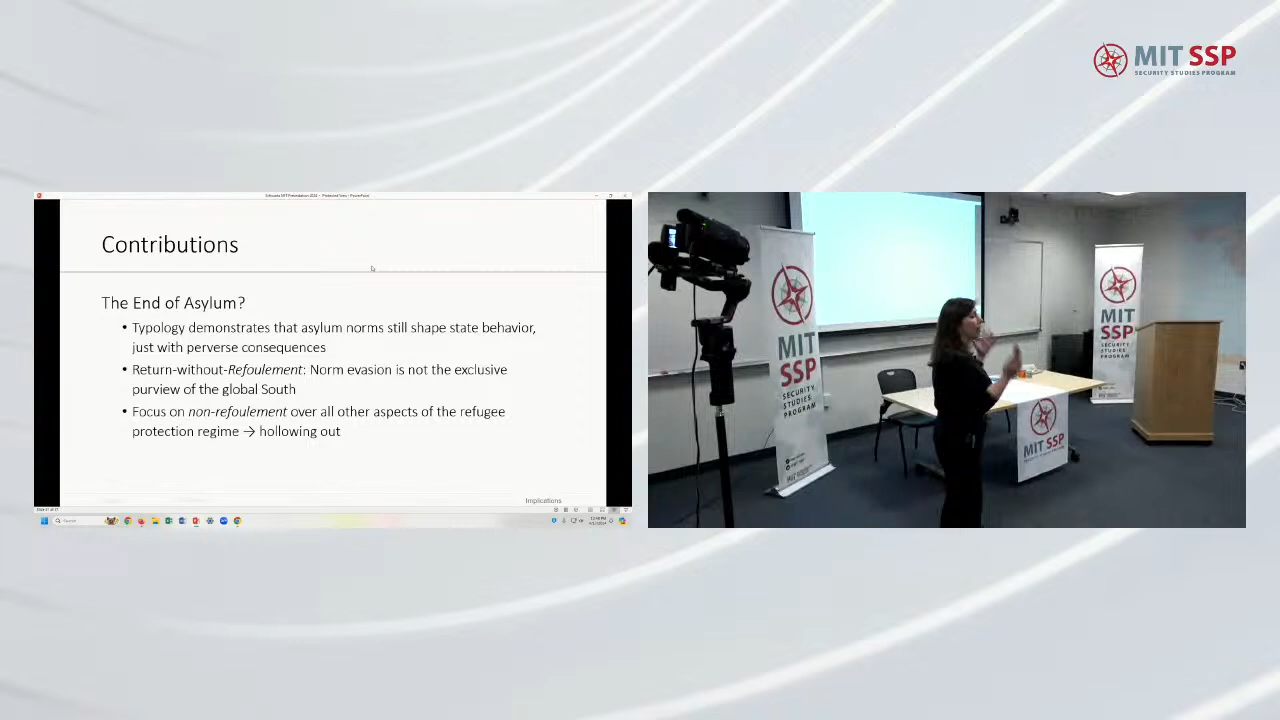 MIT SSP
SECURITY STUDIES PROGRAM
Contributions
The End of Asylum?
• Typology demonstrates that asylum norms still shape state behavior,
just with perverse consequences
• Return-without-Refoulement: Norm evasion is not the exclusive
purview of the global South
• Focus on non-refoulement over all other aspects of the refugee
protection regime → hollowing out
Implications
Search
MIT
SSP
SECURITY
STUDIES
PROGRAM
MIT SSP
MIT
SSP
SECURITY
STUDIES
PROGRAM